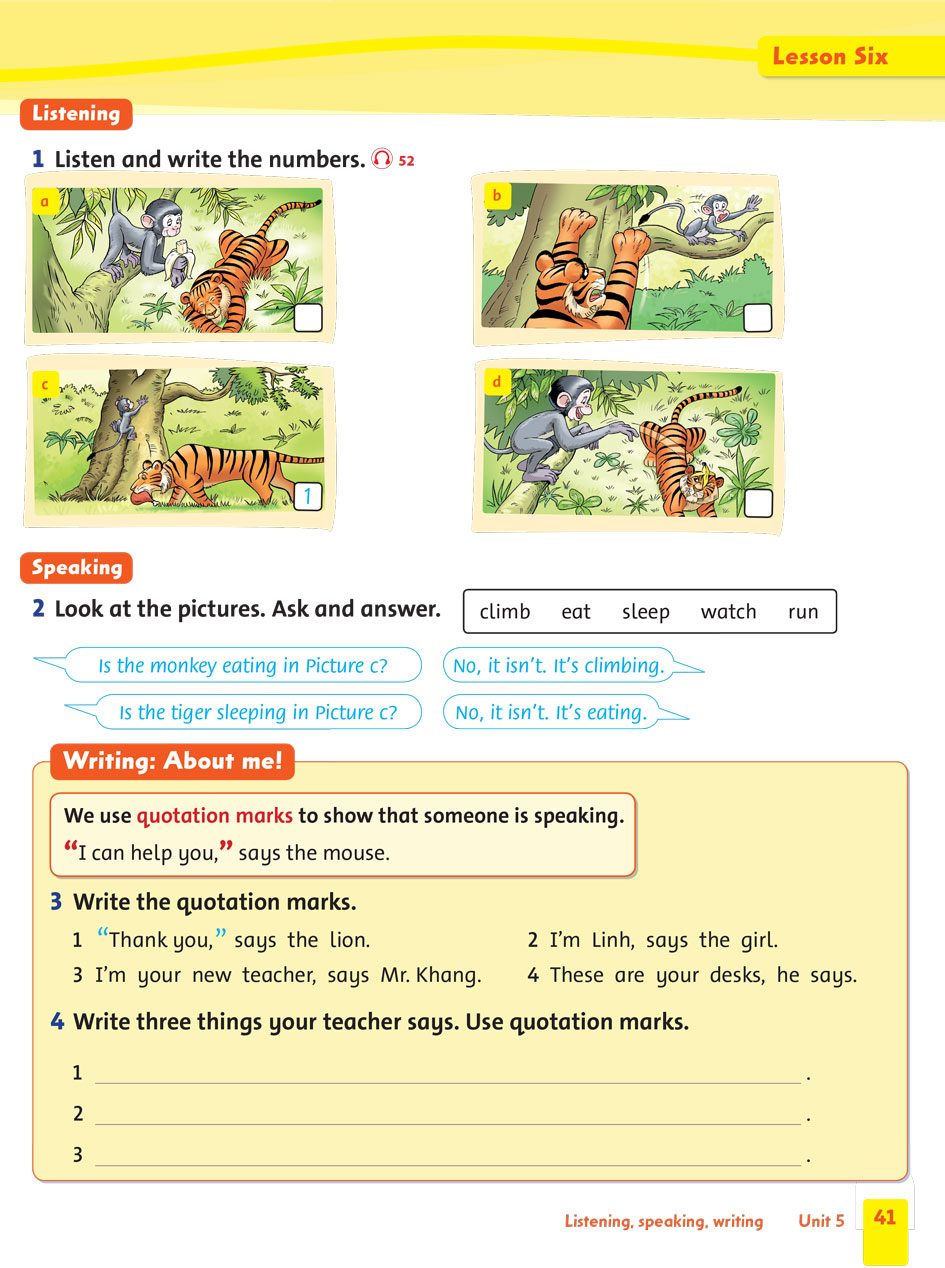 Lesson Six
Listening
1 Listen and write the numbers. 52
a
b
c
1
d
Speaking
2 Look at the pictures. Ask and answer.
climb eat sleep watch run
Is the monkey eating in Picture c?
No, it isn't. It's climbing.
Is the tiger sleeping in Picture c?
No, it isn't. It's eating.
Writing: About me!
We use quotation marks to show that someone is speaking.
“I can help you,” says the mouse.
3 Write the quotation marks.
1 “Thank you,” says the lion.
2 I'm Linh, says the girl.
3 I'm your new teacher, says Mr. Khang.
4 These are your desks, he says.
4 Write three things your teacher says. Use quotation marks.
1 .
2 .
3 .
Listening, speaking, writing Unit 5 41